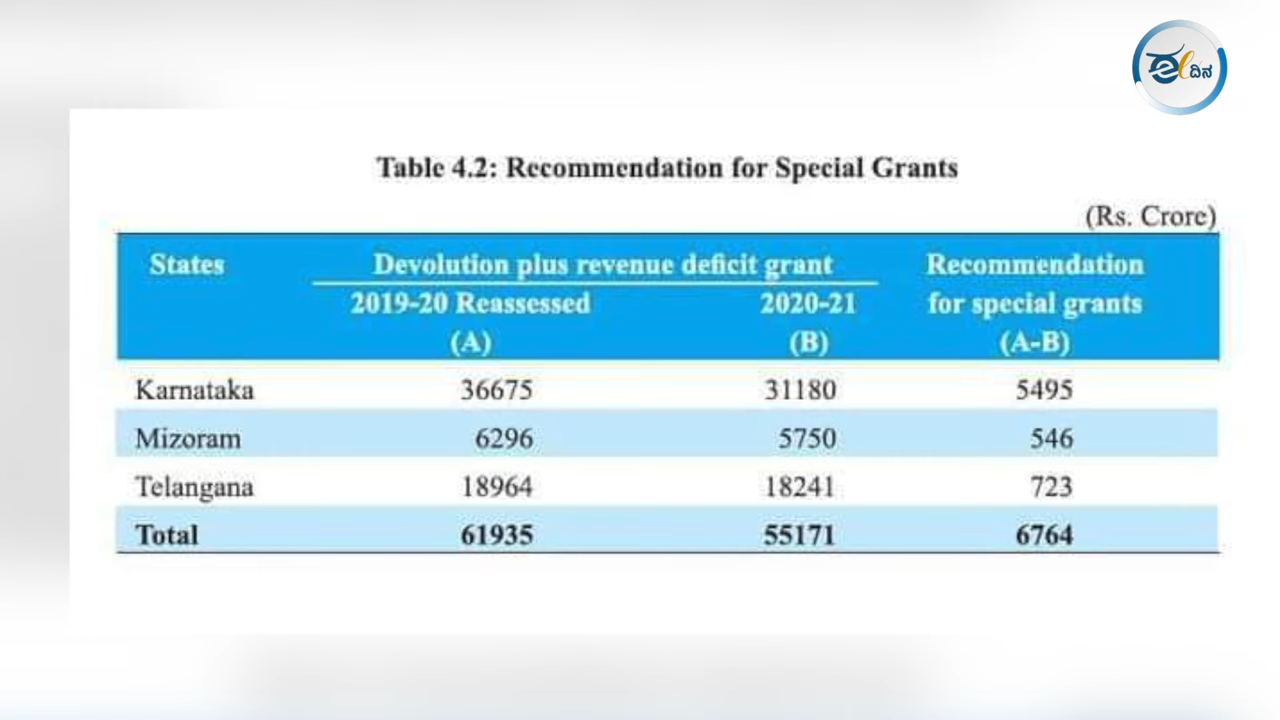 ಈ ದಿನ
Table 4.2: Recommendation for Special Grants
(Rs. Crore)
States Devolution plus revenue deficit grant Recommendation
2019-20 Reassessed 2020-21 for special grants
(A) (B) (A-B)
Karnataka 36675 31180 5495
Mizoram 6296 5750 546
Telangana 18964 18241 723
Total 61935 55171 6764